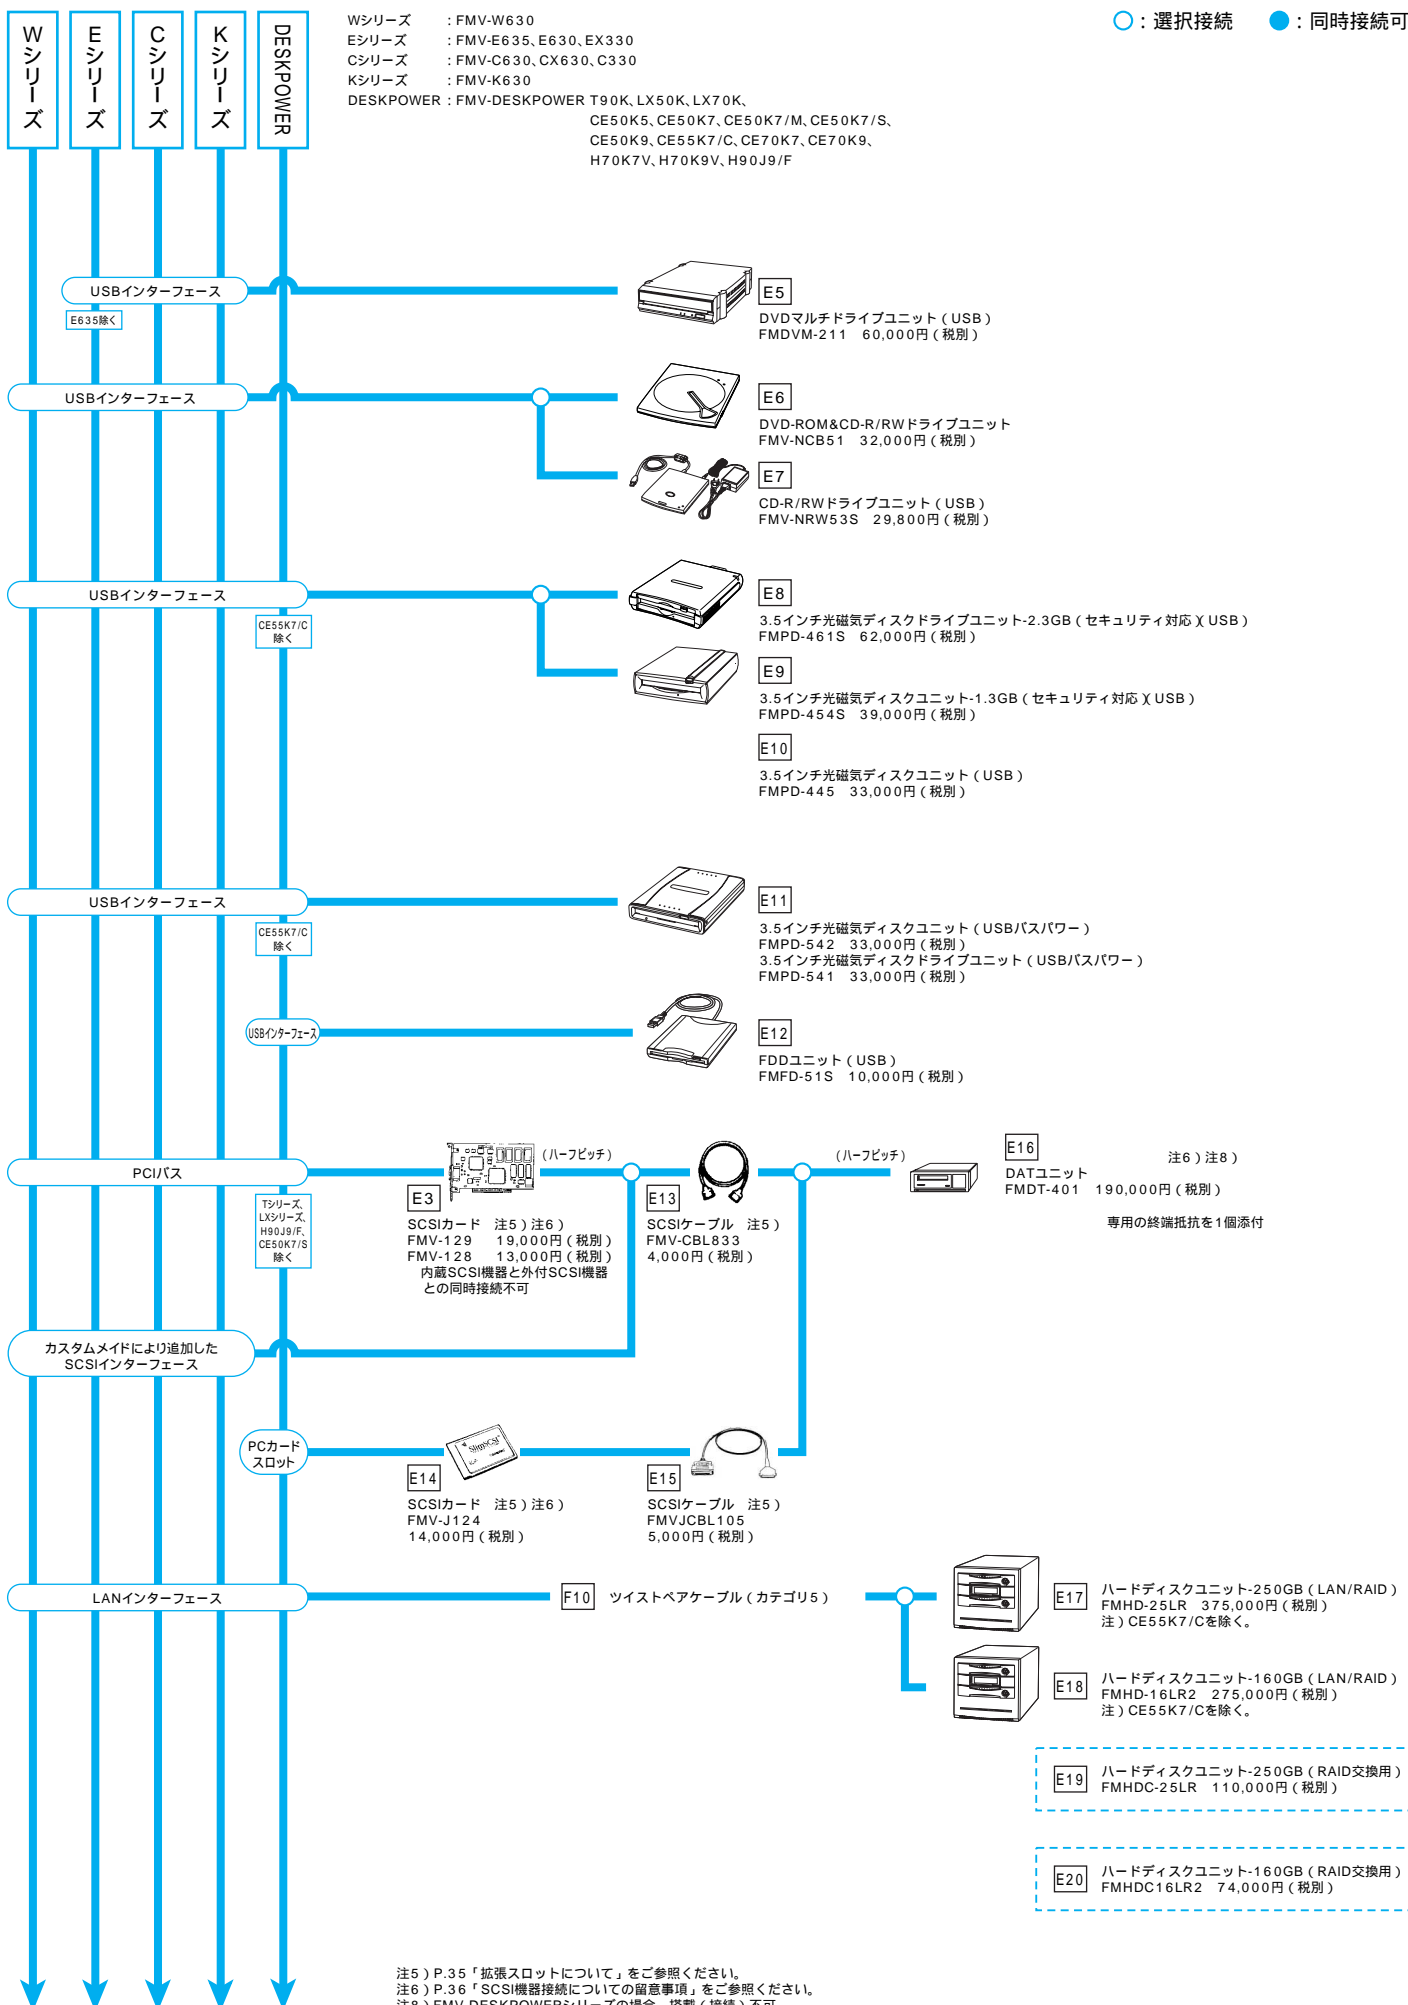 Wシリーズ
Eシリーズ
Cシリーズ
Kシリーズ
DESKPOWER
Wシリーズ : FMV-W630
Eシリーズ : FMV-E635、E630、EX330
Cシリーズ : FMV-C630、CX630、C330
Kシリーズ : FMV-K630
DESKPOWER : FMV-DESKPOWER T90K、LX50K、LX70K、
CE50K5、CE50K7、CE50K7/M、CE50K7/S、
CE50K9、CE55K7/C、CE70K7、CE70K9、
H70K7V、H70K9V、H90J9/F
○ : 選択接続 ● : 同時接続可
USBインターフェース
E635除く
E5
DVDマルチドライブユニット(USB)
FMDVM-211 60,000円(税別)
USBインターフェース
E6
DVD-ROM&CD-R/RWドライブユニット
FMV-NCB51 32,000円(税別)
E7
CD-R/RWドライブユニット(USB)
FMV-NRW53S 29,800円(税別)
USBインターフェース
CE55K7/C
除く
E8
3.5インチ光磁気ディスクドライブユニット-2.3GB(セキュリティ対応)(USB)
FMPD-461S 62,000円(税別)
E9
3.5インチ光磁気ディスクユニット-1.3GB(セキュリティ対応)(USB)
FMPD-454S 39,000円(税別)
E10
3.5インチ光磁気ディスクユニット(USB)
FMPD-445 33,000円(税別)
USBインターフェース
CE55K7/C
除く
E11
3.5インチ光磁気ディスクユニット(USBバスパワー)
FMPD-542 33,000円(税別)
3.5インチ光磁気ディスクドライブユニット(USBバスパワー)
FMPD-541 33,000円(税別)
USBインターフェース
E12
FDDユニット(USB)
FMFD-51S 10,000円(税別)
PCIバス
Tシリーズ、
LXシリーズ、
H90J9/F、
CE50K7/S
除く
(ハーフピッチ)
E3
SCSIカード 注5)注6)
FMV-129 19,000円(税別)
FMV-128 13,000円(税別)
内蔵SCSI機器と外付SCSI機器
との同時接続不可
E13
SCSIケーブル 注5)
FMV-CBL833
4,000円(税別)
(ハーフピッチ)
E16 注6)注8)
DATユニット
FMDT-401 190,000円(税別)
専用の終端抵抗を1個添付
カスタムメイドにより追加した
SCSIインターフェース
PCカード
スロット
SlimSCSI
E14
SCSIカード 注5)注6)
FMV-J124
14,000円(税別)
E15
SCSIケーブル 注5)
FMVJCBL105
5,000円(税別)
LANインターフェース
F10 ツイストペアケーブル(カテゴリ5)
E17 ハードディスクユニット-250GB(LAN/RAID)
FMHD-25LR 375,000円(税別)
注)CE55K7/Cを除く。
E18 ハードディスクユニット-160GB(LAN/RAID)
FMHD-16LR2 275,000円(税別)
注)CE55K7/Cを除く。
E19 ハードディスクユニット-250GB(RAID交換用)
FMHDC-25LR 110,000円(税別)
E20 ハードディスクユニット-160GB(RAID交換用)
FMHDC16LR2 74,000円(税別)
注5)P.35「拡張スロットについて」をご参照ください。
注6)P.36「SCSI機器接続についての留意事項」をご参照ください。
注8)FMV-DESKPOWERシリーズの場合、搭載(接続)不可